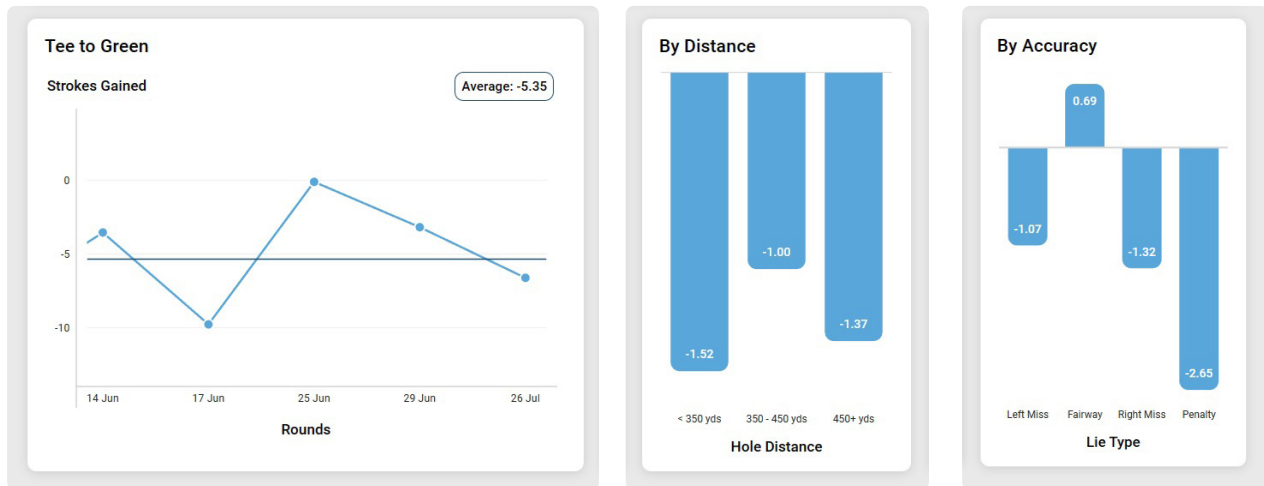 Tee to Green
Strokes Gained
Average: -5.35
0
-5
-10
14 Jun 17 Jun 25 Jun 29 Jun 26 Jul
Rounds
By Distance
-1.00
-1.37
-1.52
< 350 yds 350 - 450 yds 450+ yds
Hole Distance
By Accuracy
0.69
-1.07
-1.32
-2.65
Left Miss Fairway Right Miss Penalty
Lie Type